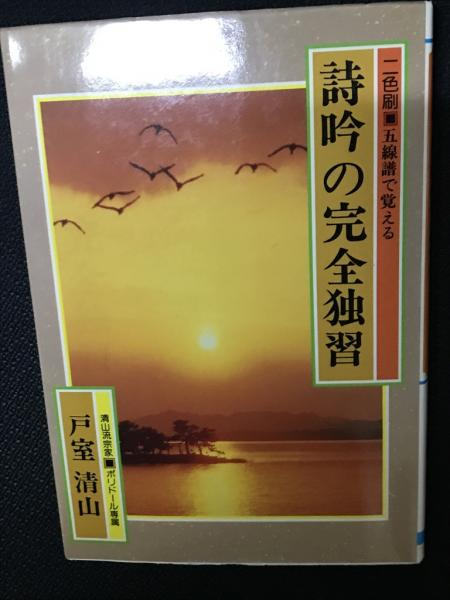 二色刷■五線譜で覚える
詩吟の完全独習
清山流宗家■ポリドール専属
戸室 清山